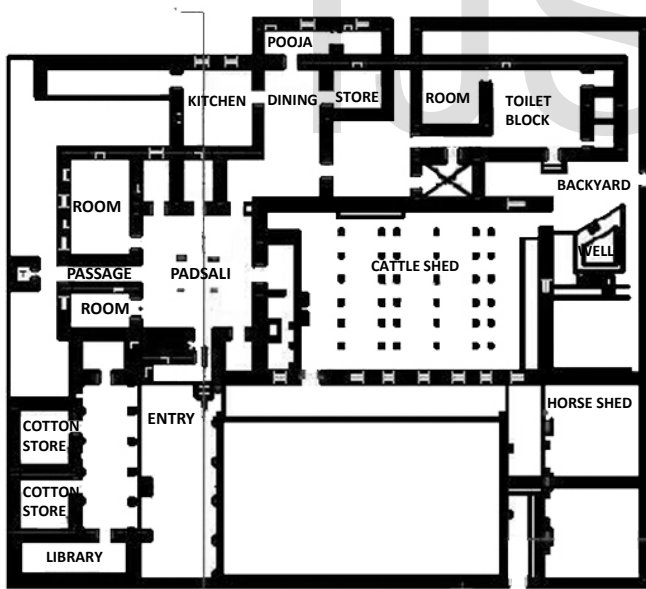 POOJA
KITCHEN
DINING
STORE
ROOM
TOILET
BLOCK
BACKYARD
ROOM
WELL
PASSAGE
PADSALI
CATTLE SHED
ROOM
ENTRY
HORSE SHED
COTTON
STORE
COTTON
STORE
LIBRARY